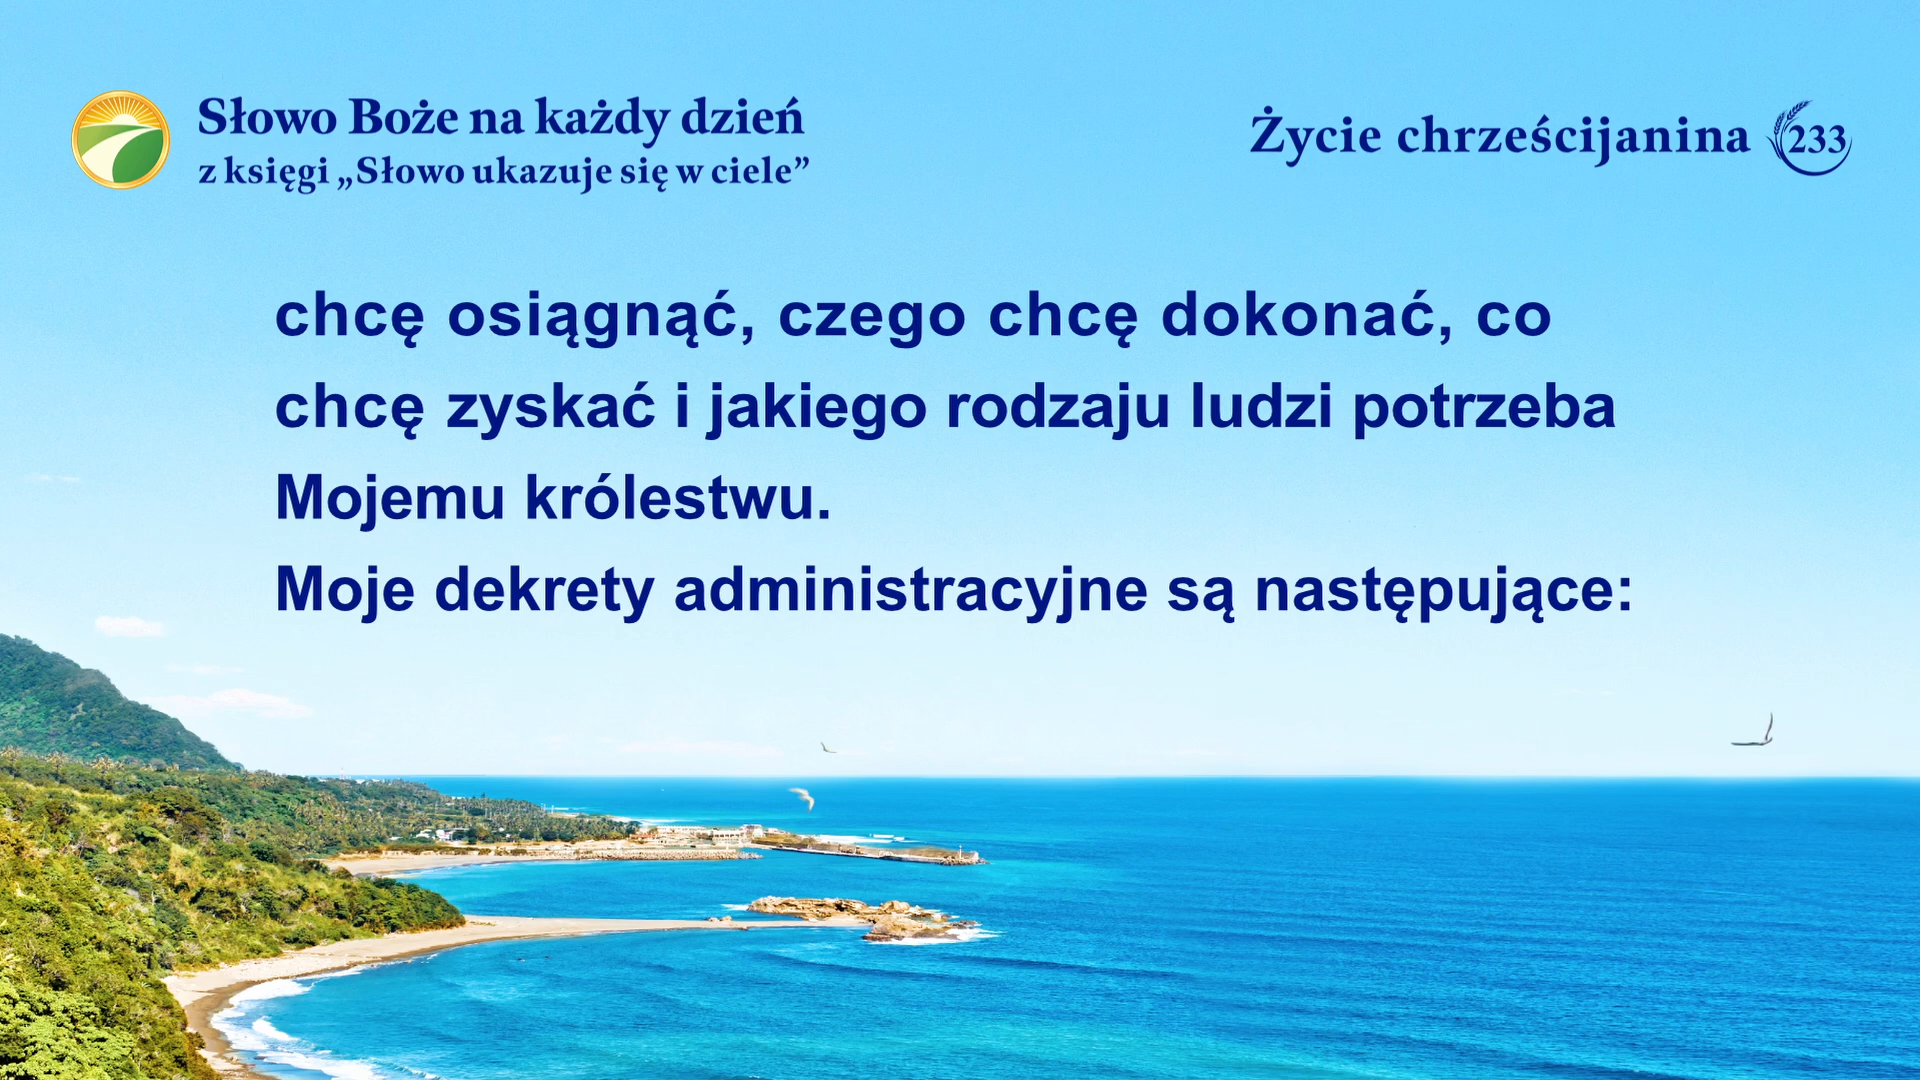 Słowo Boże na każdy dzień
z księgi „Słowo ukazuje się w ciele”
Życie chrześcijanina 233
chcę osiągnąć, czego chcę dokonać, co
chcę zyskać i jakiego rodzaju ludzi potrzeba
Mojemu królestwu.
Moje dekrety administracyjne są następujące: